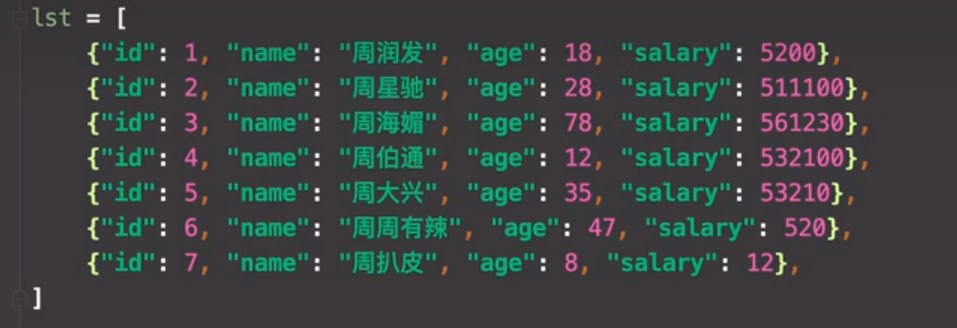 lst = [
{"id": 1, "name": "周润发", "age": 18, "salary": 5200},
{"id": 2, "name": "周星驰", "age": 28, "salary": 511100},
{"id": 3, "name": "周海媚", "age": 78, "salary": 561230},
{"id": 4, "name": "周伯通", "age": 12, "salary": 532100},
{"id": 5, "name": "周大兴", "age": 35, "salary": 53210},
{"id": 6, "name": "周周有辣", "age": 47, "salary": 520},
{"id": 7, "name": "周扒皮", "age": 8, "salary": 12},
]